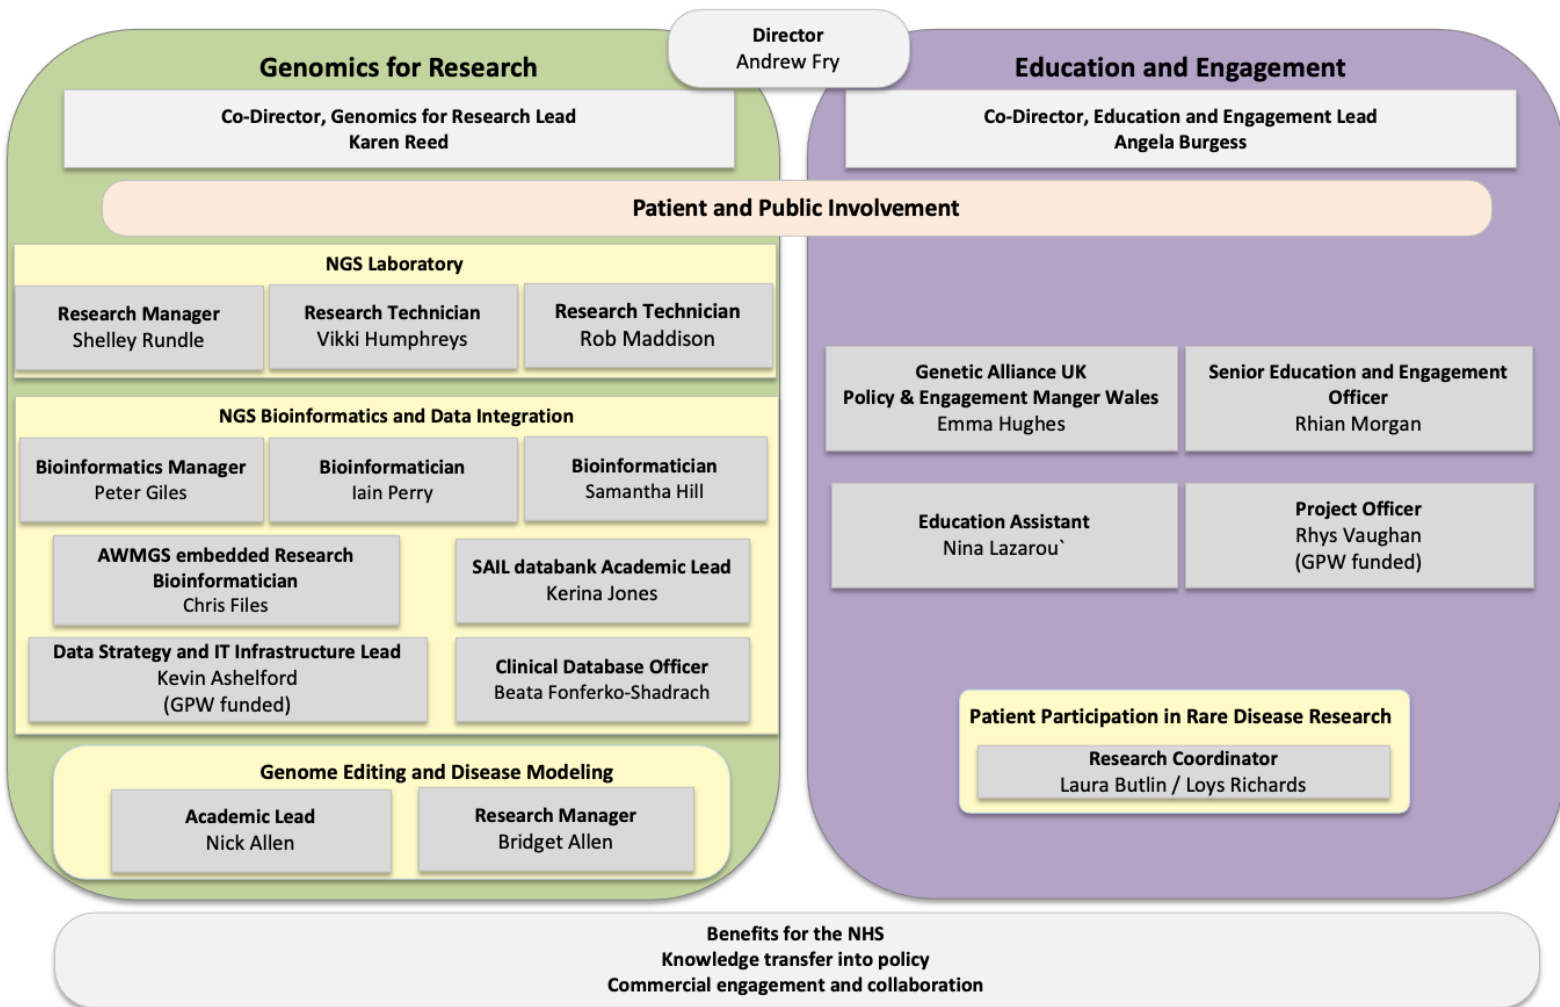 Director
Andrew Fry
Genomics for Research
Co-Director, Genomics for Research Lead
Karen Reed
Education and Engagement
Co-Director, Education and Engagement Lead
Angela Burgess
Patient and Public Involvement
NGS Laboratory
Research Manager
Shelley Rundle
Research Technician
Vikki Humphreys
Research Technician
Rob Maddison
NGS Bioinformatics and Data Integration
Bioinformatics Manager
Peter Giles
Bioinformatician
Iain Perry
Bioinformatician
Samantha Hill
AWMGS embedded Research
Bioinformatician
Chris Files
SAIL databank Academic Lead
Kerina Jones
Data Strategy and IT Infrastructure Lead
Kevin Ashelford
(GPW funded)
Clinical Database Officer
Beata Fonferko-Shadrach
Genome Editing and Disease Modeling
Academic Lead
Nick Allen
Research Manager
Bridget Allen
Genetic Alliance UK
Policy & Engagement Manger Wales
Emma Hughes
Senior Education and Engagement
Officer
Rhian Morgan
Education Assistant
Nina Lazarou`
Project Officer
Rhys Vaughan
(GPW funded)
Patient Participation in Rare Disease Research
Research Coordinator
Laura Butlin / Loys Richards
Benefits for the NHS
Knowledge transfer into policy
Commercial engagement and collaboration